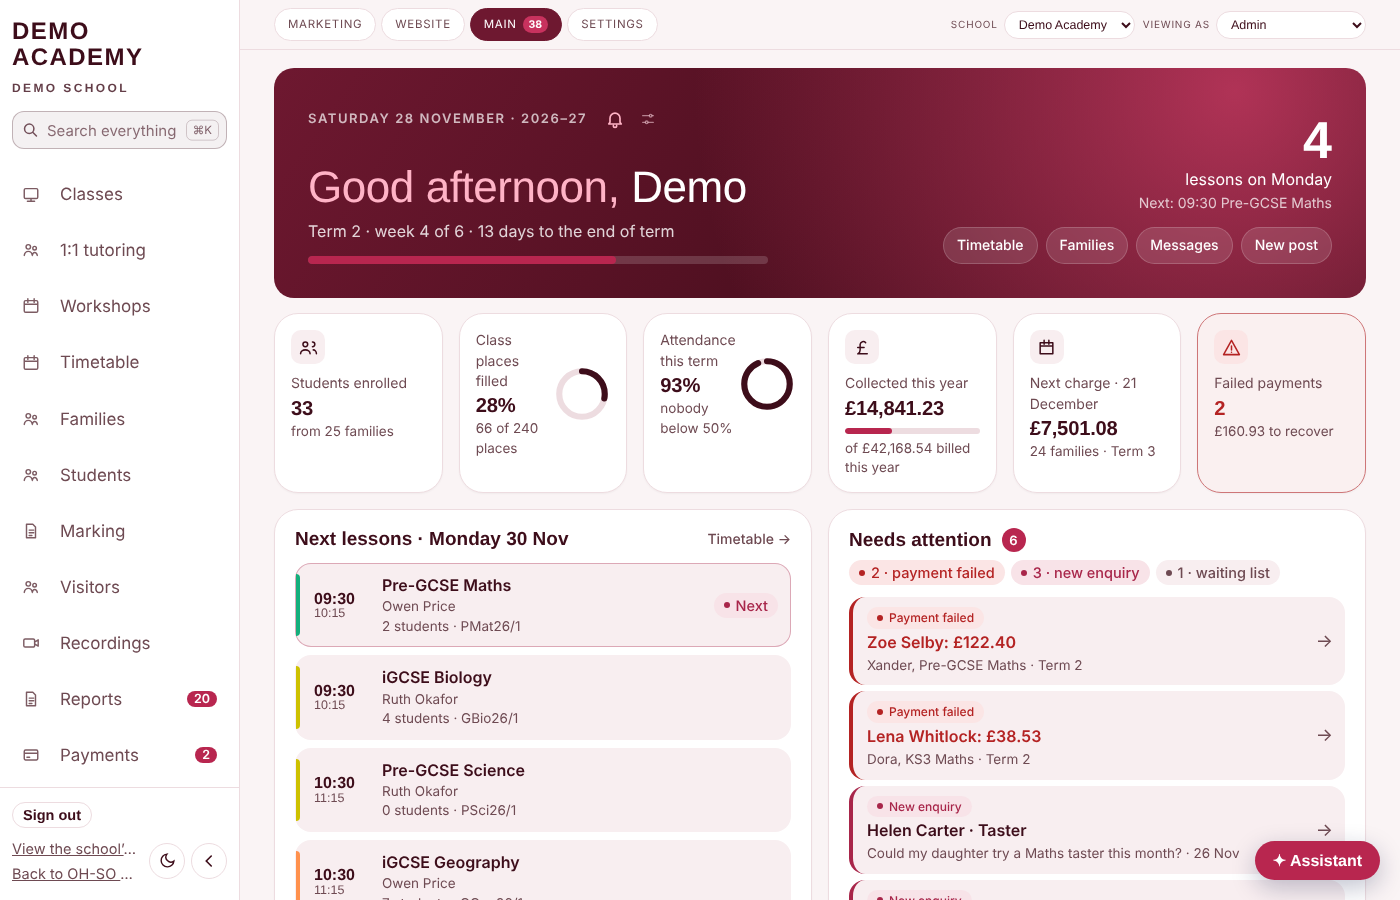 DEMO
ACADEMY
DEMO SCHOOL
Search everything ⌘K
Classes
1:1 tutoring
Workshops
Timetable
Families
Students
Marking
Visitors
Recordings
Reports 20
Payments 2
Sign out
View the school'…
Back to OH-SO …
MARKETING WEBSITE MAIN 38 SETTINGS
SCHOOL Demo Academy VIEWING AS Admin
SATURDAY 28 NOVEMBER · 2026–27
Good afternoon, Demo
Term 2 · week 4 of 6 · 13 days to the end of term
4
lessons on Monday
Next: 09:30 Pre-GCSE Maths
Timetable Families Messages New post
Students enrolled
33
from 25 families
Class
places
filled
28%
66 of 240
places
Attendance
this term
93%
nobody
below 50%
Collected this year
£14,841.23
of £42,168.54 billed
this year
Next charge · 21
December
£7,501.08
24 families · Term 3
Failed payments
2
£160.93 to recover
Next lessons · Monday 30 Nov Timetable →
09:30 Pre-GCSE Maths
10:15 Owen Price
2 students · PMat26/1
Next
09:30 iGCSE Biology
10:15 Ruth Okafor
4 students · GBio26/1
10:30 Pre-GCSE Science
11:15 Ruth Okafor
0 students · PSci26/1
10:30 iGCSE Geography
11:15 Owen Price
Needs attention 6
2 · payment failed 3 · new enquiry 1 · waiting list
Payment failed
Zoe Selby: £122.40
Xander, Pre-GCSE Maths · Term 2
Payment failed
Lena Whitlock: £38.53
Dora, KS3 Maths · Term 2
New enquiry
Helen Carter · Taster
Could my daughter try a Maths taster this month? · 26 Nov
New enquiry
✦ Assistant